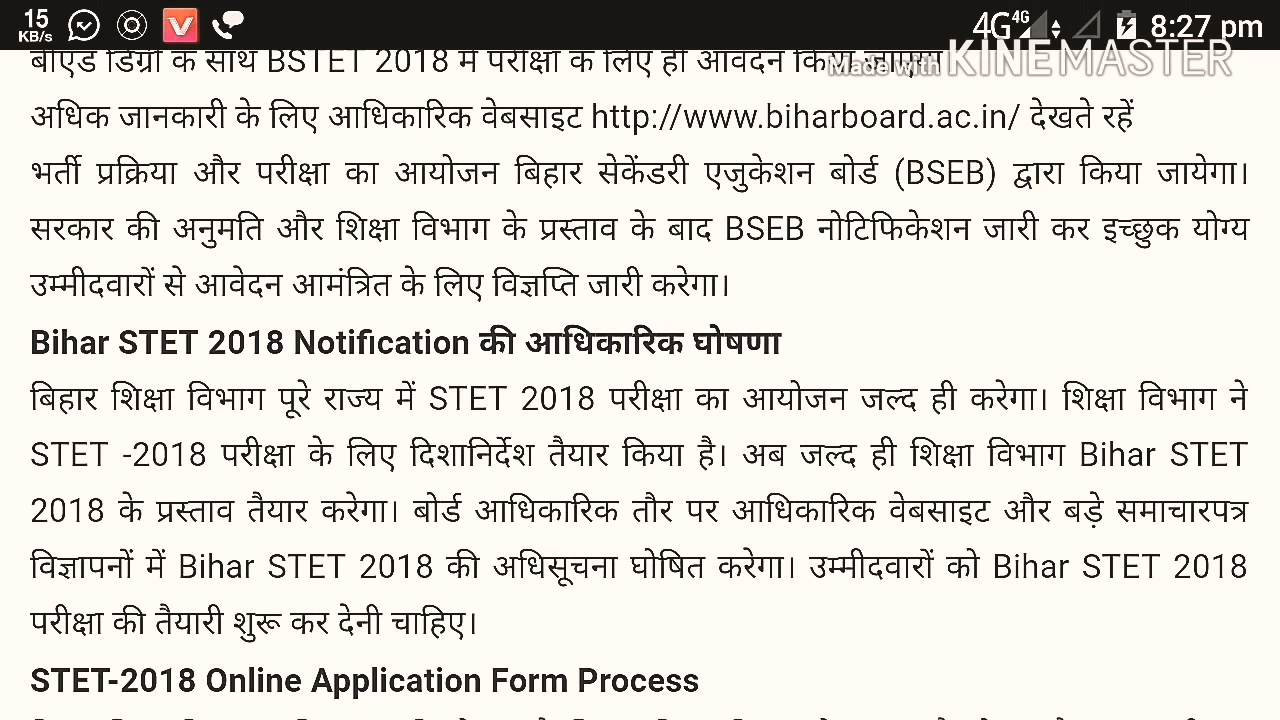 15
KB/s
4G 4G 8:27 pm
Made with KINEMASTER
बीएड डिग्री के साथ BSTET 2018 में परीक्षा के लिए ही आवेदन किया जाएगा
अधिक जानकारी के लिए आधिकारिक वेबसाइट http://www.biharboard.ac.in/ देखते रहें
भर्ती प्रक्रिया और परीक्षा का आयोजन बिहार सेकेंडरी एजुकेशन बोर्ड (BSEB) द्वारा किया जायेगा।
सरकार की अनुमति और शिक्षा विभाग के प्रस्ताव के बाद BSEB नोटिफिकेशन जारी कर इच्छुक योग्य
उम्मीदवारों से आवेदन आमंत्रित के लिए विज्ञप्ति जारी करेगा।
Bihar STET 2018 Notification की आधिकारिक घोषणा
बिहार शिक्षा विभाग पूरे राज्य में STET 2018 परीक्षा का आयोजन जल्द ही करेगा। शिक्षा विभाग ने
STET -2018 परीक्षा के लिए दिशानिर्देश तैयार किया है। अब जल्द ही शिक्षा विभाग Bihar STET
2018 के प्रस्ताव तैयार करेगा। बोर्ड आधिकारिक तौर पर आधिकारिक वेबसाइट और बड़े समाचारपत्र
विज्ञापनों में Bihar STET 2018 की अधिसूचना घोषित करेगा। उम्मीदवारों को Bihar STET 2018
परीक्षा की तैयारी शुरू कर देनी चाहिए।
STET-2018 Online Application Form Process